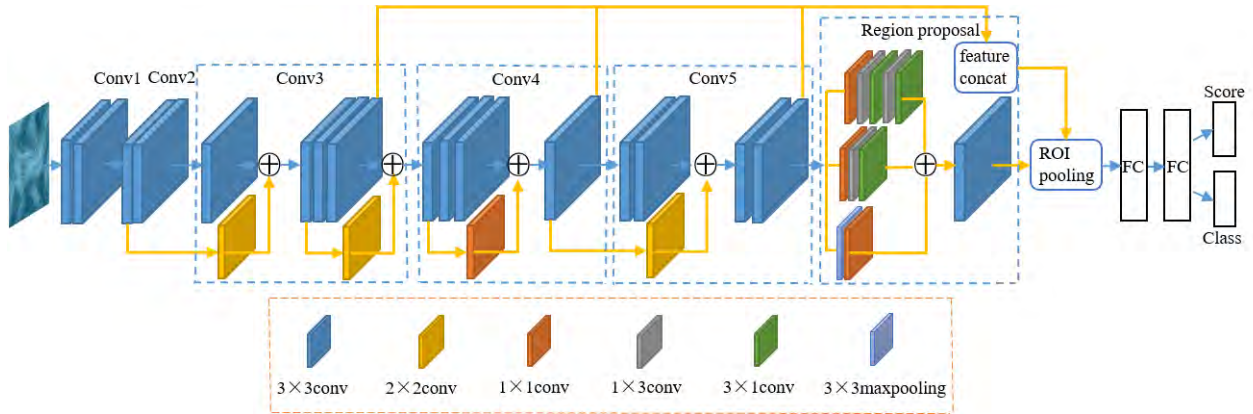 Region proposal
feature
concat
Conv1 Conv2
Conv3
Conv4
Conv5
Score
ROI
pooling
FC
FC
Class
3×3conv
2×2conv
1×1conv
1×3conv
3×1conv
3×3maxpooling